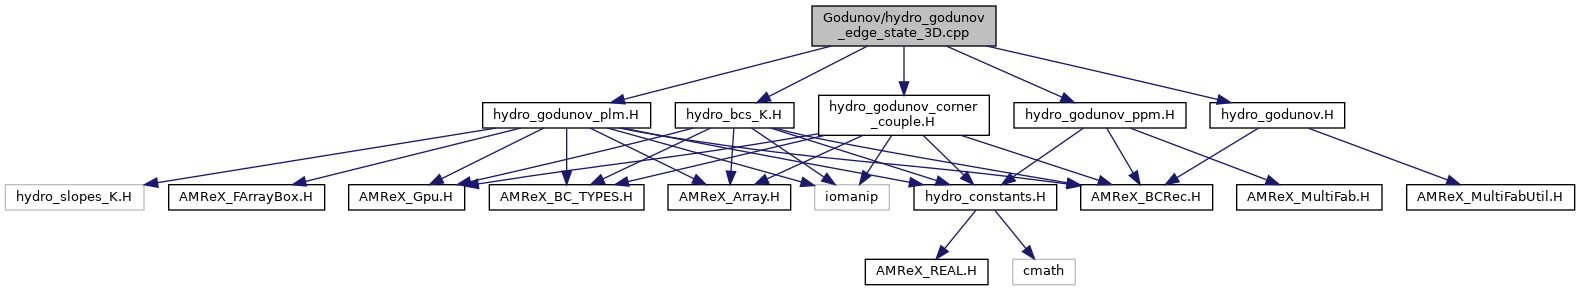 Godunov/hydro_godunov
_edge_state_3D.cpp
hydro_godunov_plm.H
hydro_bcs_K.H
hydro_godunov_corner
_couple.H
hydro_godunov_ppm.H
hydro_godunov.H
hydro_slopes_K.H
AMReX_FArrayBox.H
AMReX_Gpu.H
AMReX_BC_TYPES.H
AMReX_Array.H
iomanip
hydro_constants.H
AMReX_BCRec.H
AMReX_MultiFab.H
AMReX_MultiFabUtil.H
AMReX_REAL.H
cmath